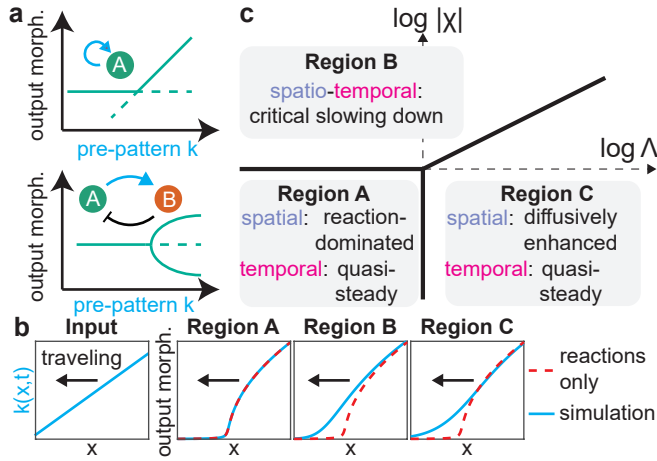 a
output morph.
A
pre-pattern k
output morph.
A
B
pre-pattern k
c
log |χ|
Region B
spatio-temporal:
critical slowing down
log Λ
Region A
spatial: reaction-
dominated
temporal: quasi-
steady
Region C
spatial: diffusively
enhanced
temporal: quasi-
steady
b
Input
traveling
k(x,t)
x
output morph.
Region A
x
Region B
x
Region C
x
reactions
only
simulation